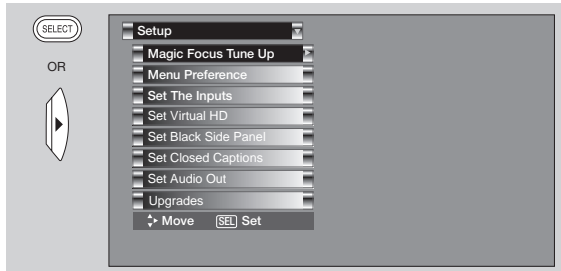 SELECT
OR
Setup
Magic Focus Tune Up
Menu Preference
Set The Inputs
Set Virtual HD
Set Black Side Panel
Set Closed Captions
Set Audio Out
Upgrades
Move SEL Set